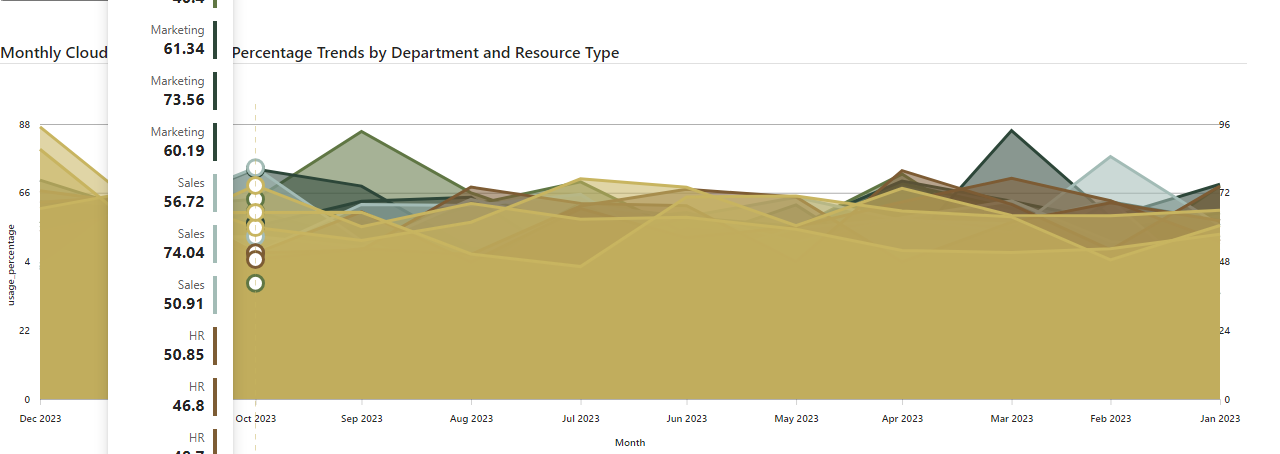 Marketing
61.34
Monthly Cloud Percentage Trends by Department and Resource Type
Marketing
73.56
Marketing
60.19
Sales
56.72
Sales
74.04
Sales
50.91
HR
50.85
HR
46.8
HR
88
66
4
22
0
usage_percentage
96
72
48
24
0
Dec 2023
Oct 2023
Sep 2023
Aug 2023
Jul 2023
Jun 2023
May 2023
Apr 2023
Mar 2023
Feb 2023
Jan 2023
Month